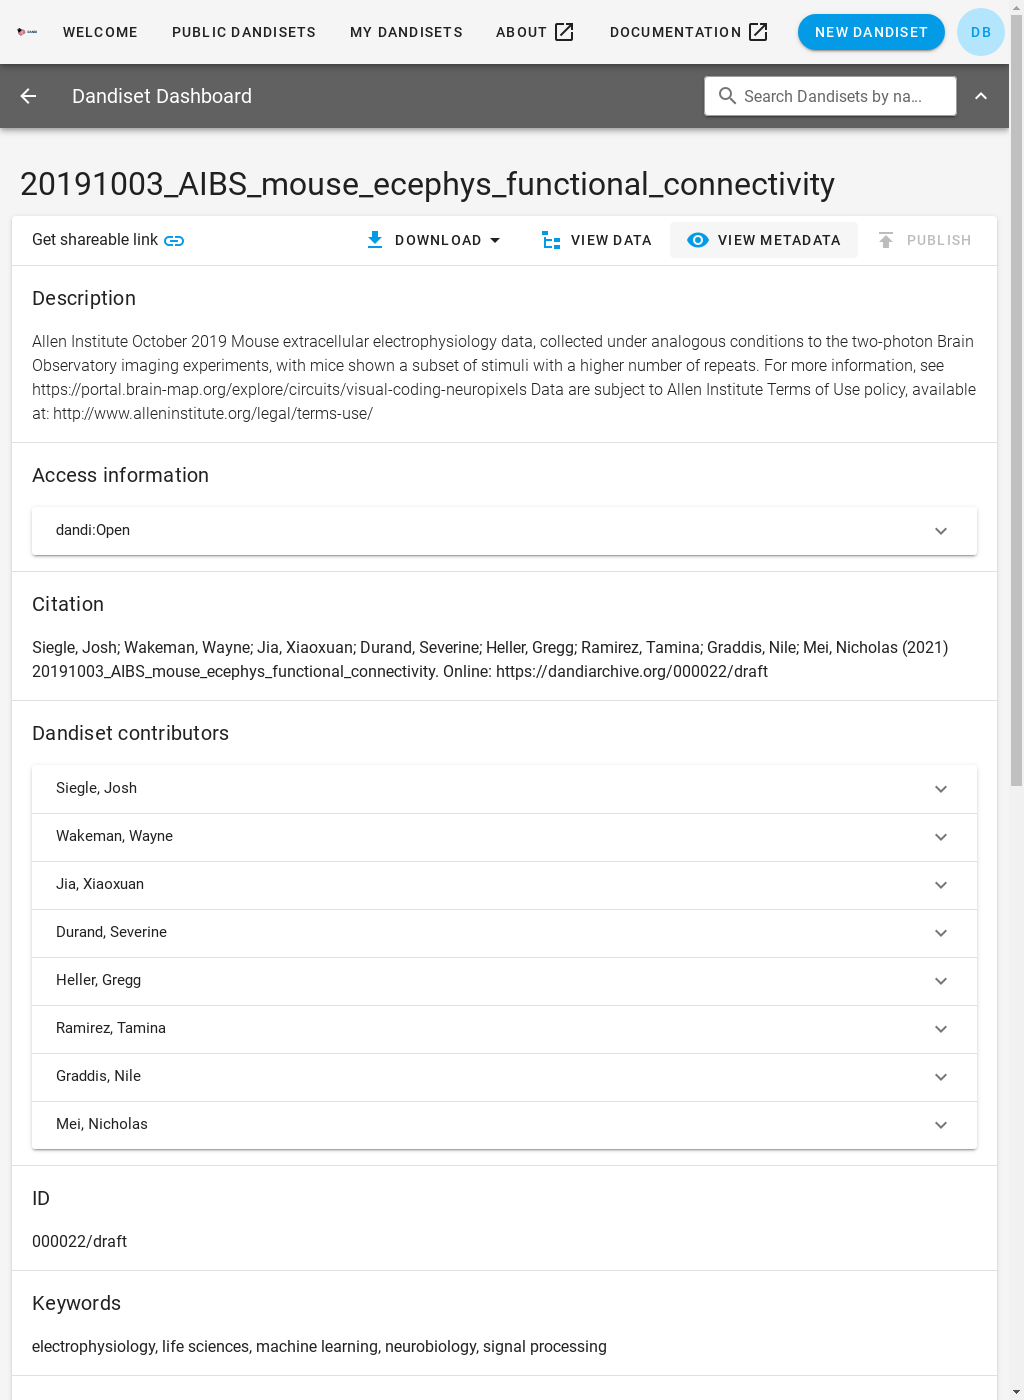 WELCOME PUBLIC DANDISETS MY DANDISETS ABOUT DOCUMENTATION NEW DANDISET DB
Dandiset Dashboard Search Dandisets by na...
20191003_AIBS_mouse_ecephys_functional_connectivity
Get shareable link DOWNLOAD VIEW DATA VIEW METADATA PUBLISH
Description
Allen Institute October 2019 Mouse extracellular electrophysiology data, collected under analogous conditions to the two-photon Brain
Observatory imaging experiments, with mice shown a subset of stimuli with a higher number of repeats. For more information, see
https://portal.brain-map.org/explore/circuits/visual-coding-neuropixels Data are subject to Allen Institute Terms of Use policy, available
at: http://www.alleninstitute.org/legal/terms-use/
Access information
dandi:Open
Citation
Siegle, Josh; Wakeman, Wayne; Jia, Xiaoxuan; Durand, Severine; Heller, Gregg; Ramirez, Tamina; Graddis, Nile; Mei, Nicholas (2021)
20191003_AIBS_mouse_ecephys_functional_connectivity. Online: https://dandiarchive.org/000022/draft
Dandiset contributors
Siegle, Josh
Wakeman, Wayne
Jia, Xiaoxuan
Durand, Severine
Heller, Gregg
Ramirez, Tamina
Graddis, Nile
Mei, Nicholas
ID
000022/draft
Keywords
electrophysiology, life sciences, machine learning, neurobiology, signal processing